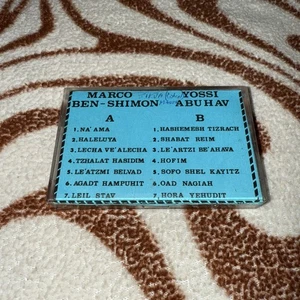 MARCO YOSSI
BEN-SHIMON ABUHAV
A
1. NA'AMA
2. HALELUYA
3. LECHA VE'ALECHA
4. TZHALAT HASIDIM
5. LE'ATZMI BELVAD
6. AGADT HAMPUHIT
7. LEIL STAV
B
1. HASHEMESH TIZRACH
2. SHABAT REIM
3. LE'ARTZI BE'AHAVA
4. HOFIM
5. SOFO SHEL KAYITZ
6. OAD NAGIAH
7. HORA YEHUDIT